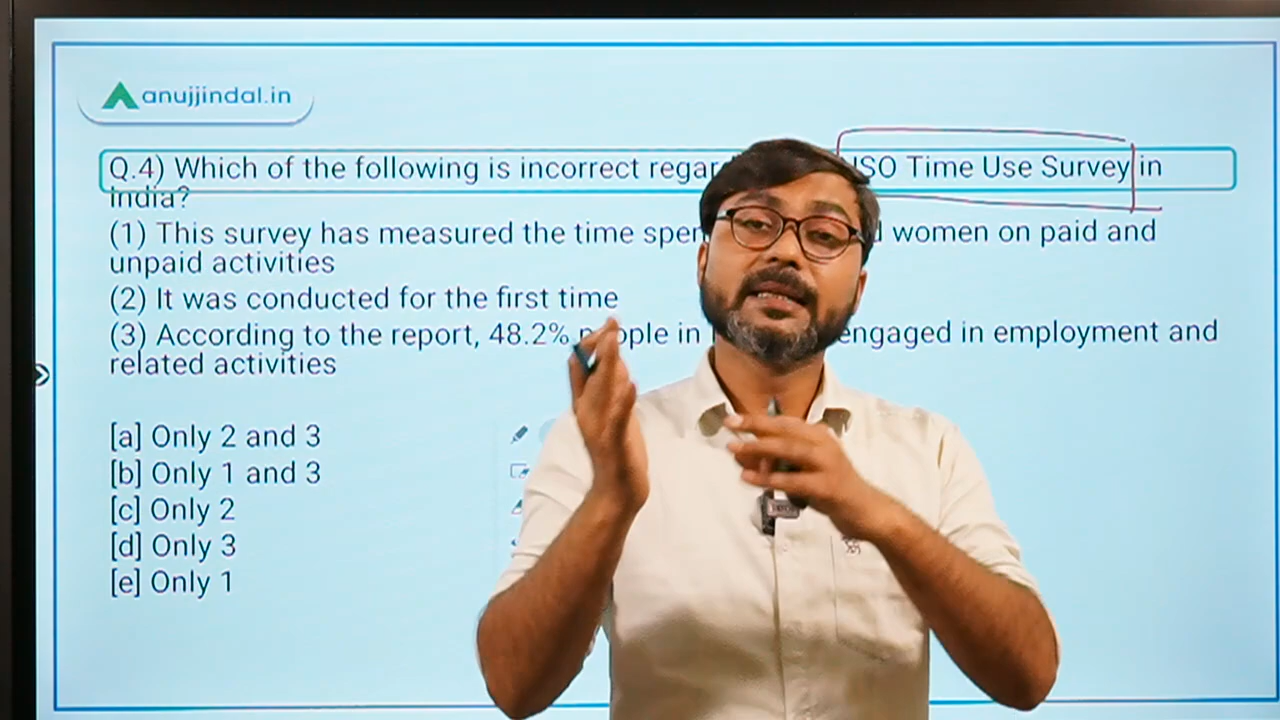 anujjindal.in
Q.4) Which of the following is incorrect SO Time Use Survey in
India?
(1) This survey has measured the time women on paid and
unpaid activities
(2) It was conducted for the first time
(3) According to the report, 48.2% in engaged in employment and
related activities
[a] Only 2 and 3
[b] Only 1 and 3
[c] Only 2
[d] Only 3
[e] Only 1